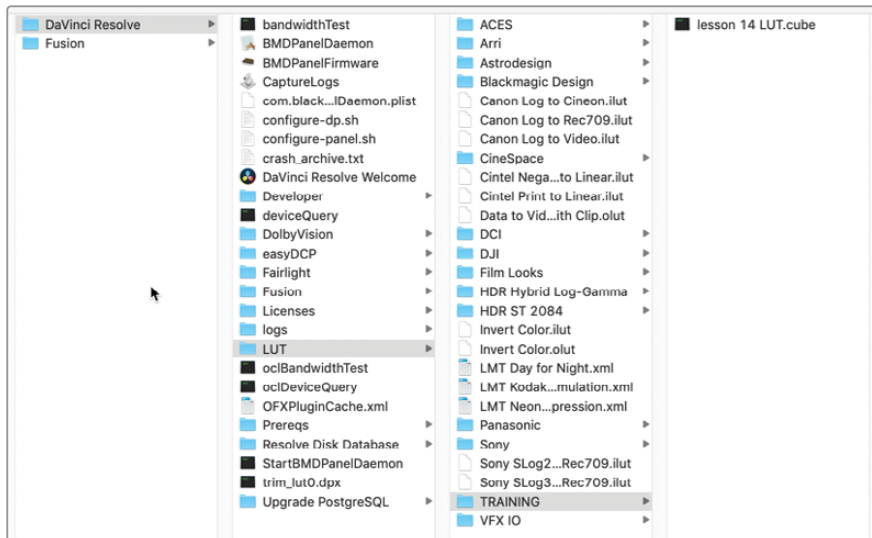 DaVinci Resolve
Fusion
bandwidthTest
BMDPanelDaemon
BMDPanelFirmware
CaptureLogs
com.black...lDaemon.plist
configure-dp.sh
configure-panel.sh
crash_archive.txt
DaVinci Resolve Welcome
Developer
deviceQuery
DolbyVision
easyDCP
Fairlight
Fusion
Licenses
logs
LUT
oclBandwidthTest
oclDeviceQuery
OFXPluginCache.xml
Prereqs
Resolve Disk Database
StartBMDPanelDaemon
trim_lut0.dpx
Upgrade PostgreSQL
ACES
Arri
Astrodesign
Blackmagic Design
Canon Log to Cineon.ilut
Canon Log to Rec709.ilut
Canon Log to Video.ilut
CineSpace
Cintel Nega...to Linear.ilut
Cintel Print to Linear.ilut
Data to Vid...ith Clip.olut
DCI
DJI
Film Looks
HDR Hybrid Log-Gamma
HDR ST 2084
Invert Color.ilut
Invert Color.olut
LMT Day for Night.xml
LMT Kodak...mulation.xml
LMT Neon...pression.xml
Panasonic
Sony
Sony SLog2...Rec709.ilut
Sony SLog3...Rec709.ilut
TRAINING
VFX IO
lesson 14 LUT.cube